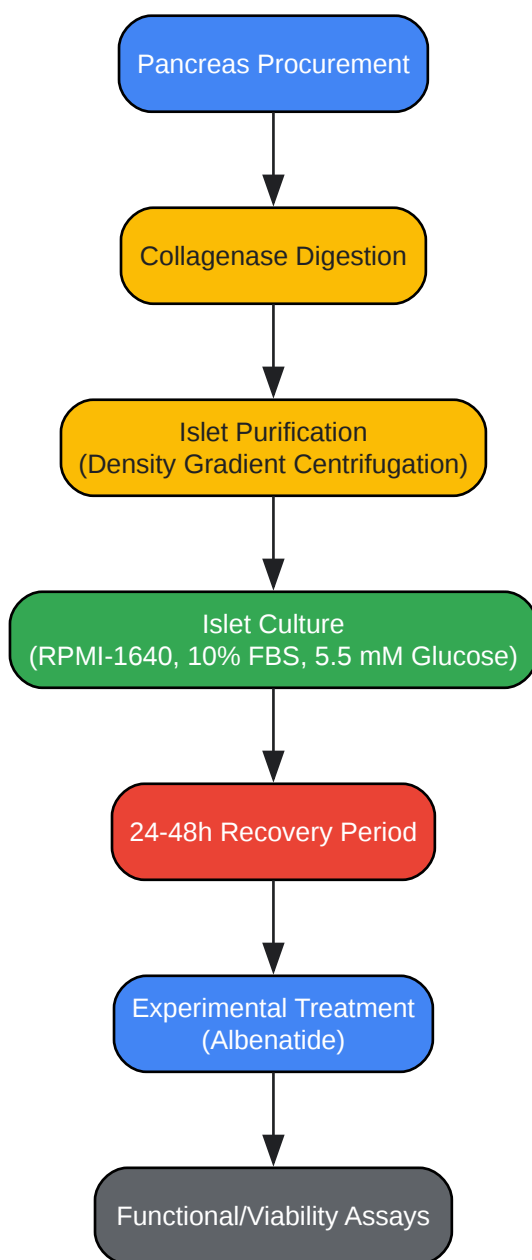 Pancreas Procurement
Collagenase Digestion
Islet Purification
(Density Gradient Centrifugation)
Islet Culture
(RPMI-1640, 10% FBS, 5.5 mM Glucose)
24-48h Recovery Period
Experimental Treatment
(Albenatide)
Functional/Viability Assays